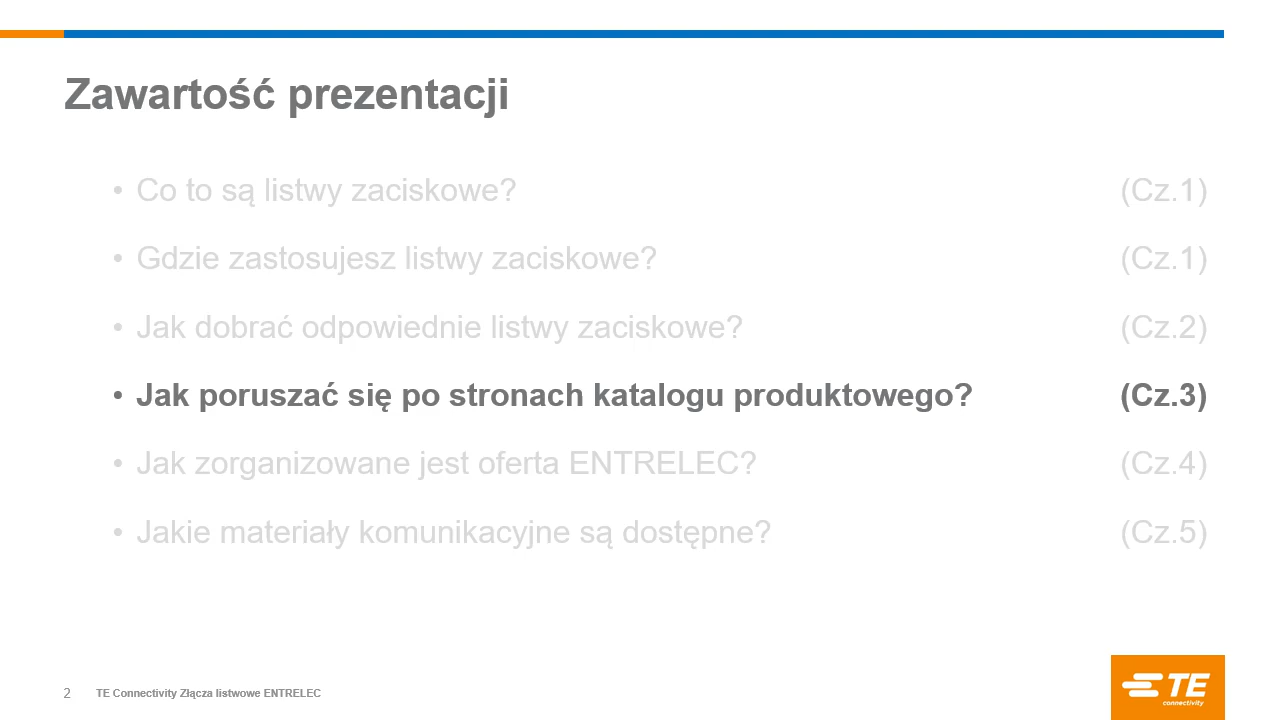 Zawartość prezentacji
• Co to są listwy zaciskowe? (Cz.1)
• Gdzie zastosujesz listwy zaciskowe? (Cz.1)
• Jak dobrać odpowiednie listwy zaciskowe? (Cz.2)
• Jak poruszać się po stronach katalogu produktowego? (Cz.3)
• Jak zorganizowane jest oferta ENTRELEC? (Cz.4)
• Jakie materiały komunikacyjne są dostępne? (Cz.5)
2 TE Connectivity Złącza listwowe ENTRELEC
TE
connectivity